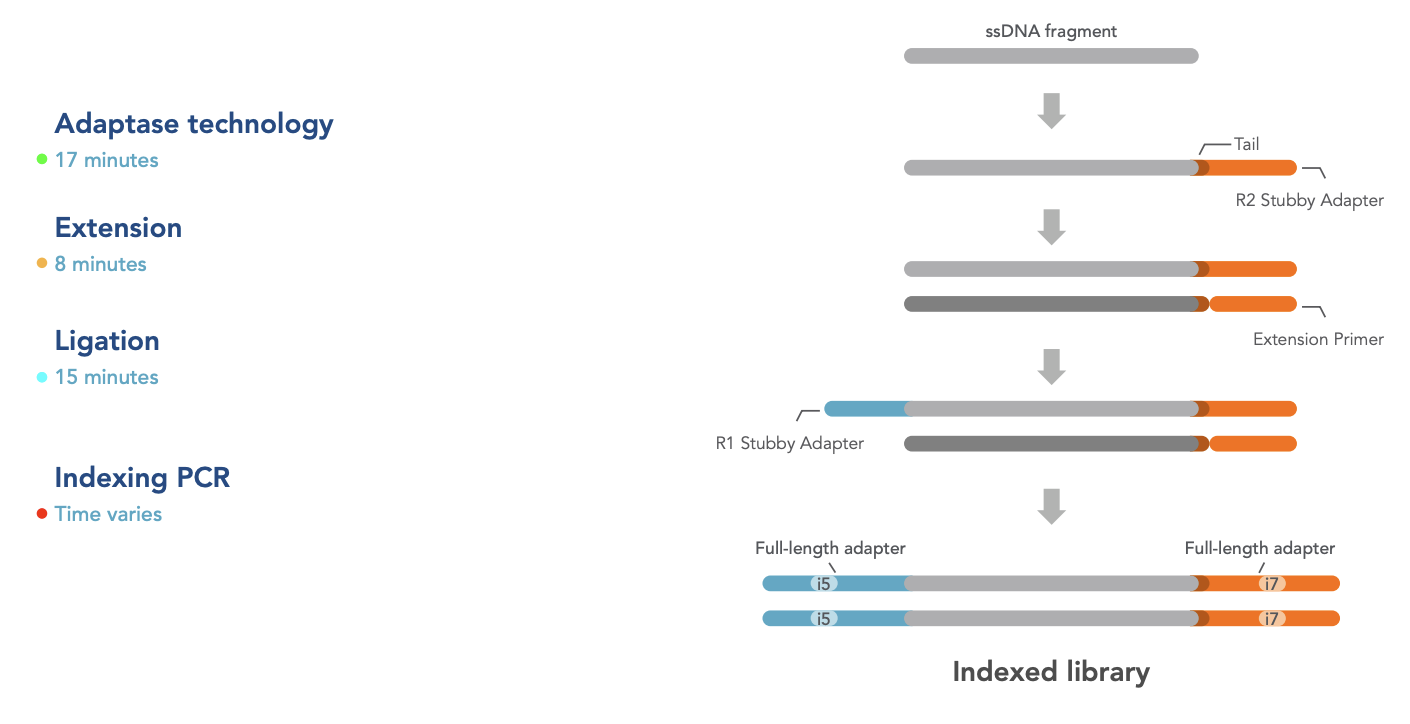 ssDNA fragment
Adaptase technology
17 minutes
Tail
R2 Stubby Adapter
Extension
8 minutes
Extension Primer
Ligation
15 minutes
R1 Stubby Adapter
Indexing PCR
Time varies
Full-length adapter
Full-length adapter
i5
i7
i5
i7
Indexed library